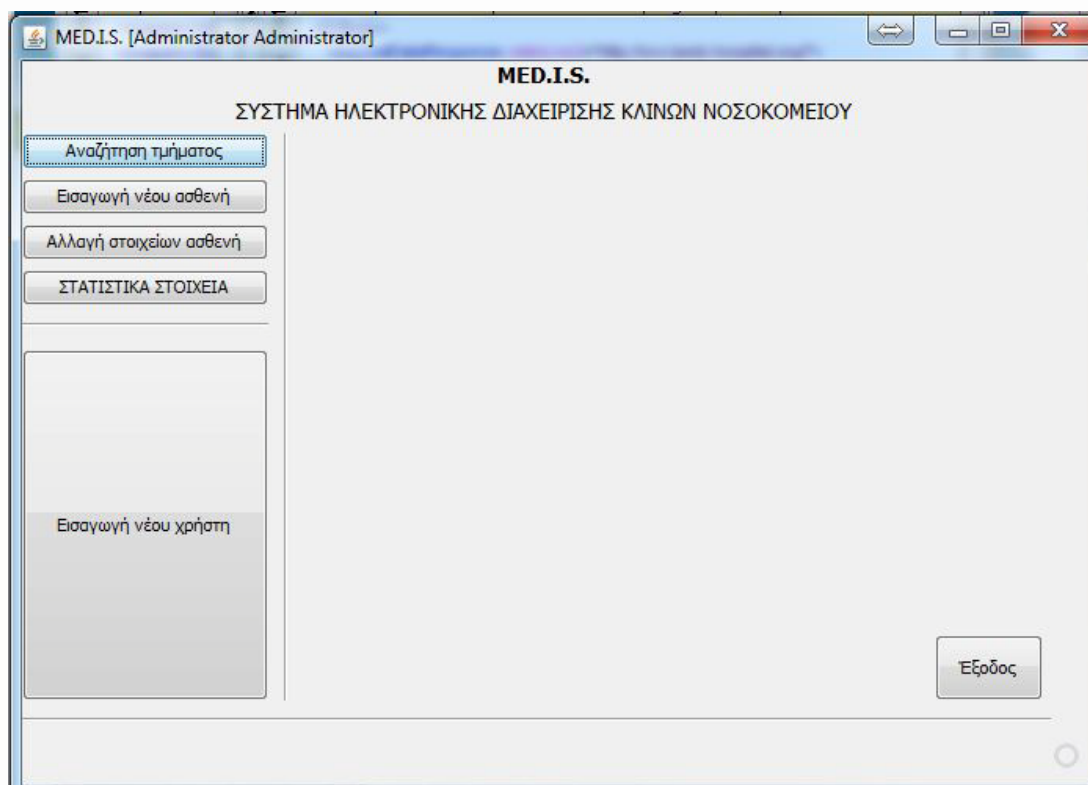 MED.I.S. [Administrator Administrator]
MED.I.S.
ΣΥΣΤΗΜΑ ΗΛΕΚΤΡΟΝΙΚΗΣ ΔΙΑΧΕΙΡΙΣΗΣ ΚΛΙΝΩΝ ΝΟΣΟΚΟΜΕΙΟΥ
Αναζήτηση τμήματος
Εισαγωγή νέου ασθενή
Αλλαγή στοιχείων ασθενή
ΣΤΑΤΙΣΤΙΚΑ ΣΤΟΙΧΕΙΑ
Εισαγωγή νέου χρήστη
Έξοδος